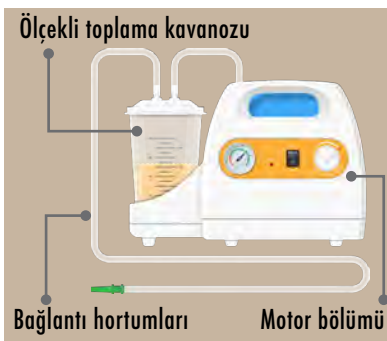 Ölçekli toplama kavanozu
Bağlantı hortumları
Motor bölümü